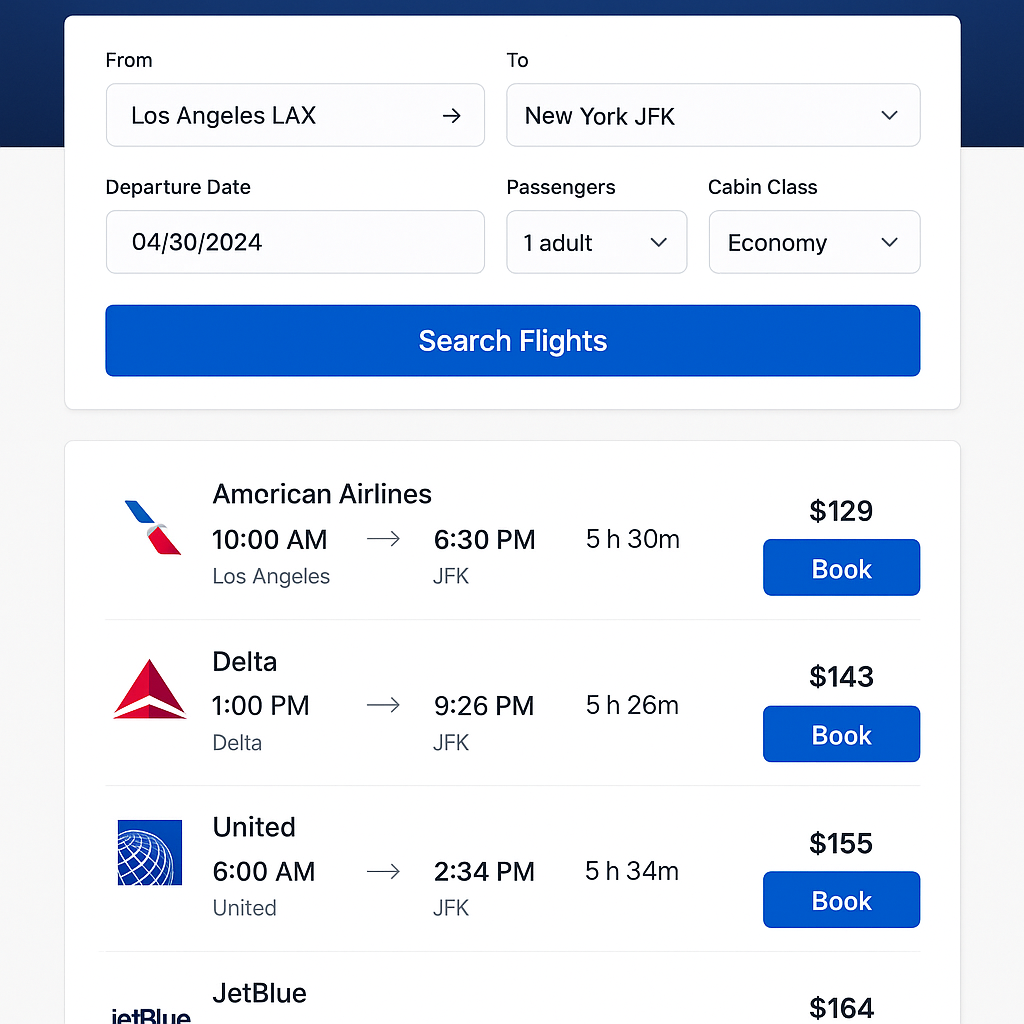 From
To
Los Angeles LAX →
New York JFK
Departure Date
Passengers
Cabin Class
04/30/2024
1 adult
Economy
Search Flights
American Airlines
$129
10:00 AM → 6:30 PM 5 h 30m
Los Angeles
JFK
Book
Delta
$143
1:00 PM → 9:26 PM 5 h 26m
Delta
JFK
Book
United
$155
6:00 AM → 2:34 PM 5 h 34m
United
JFK
Book
JetBlue
$164
jetBlue